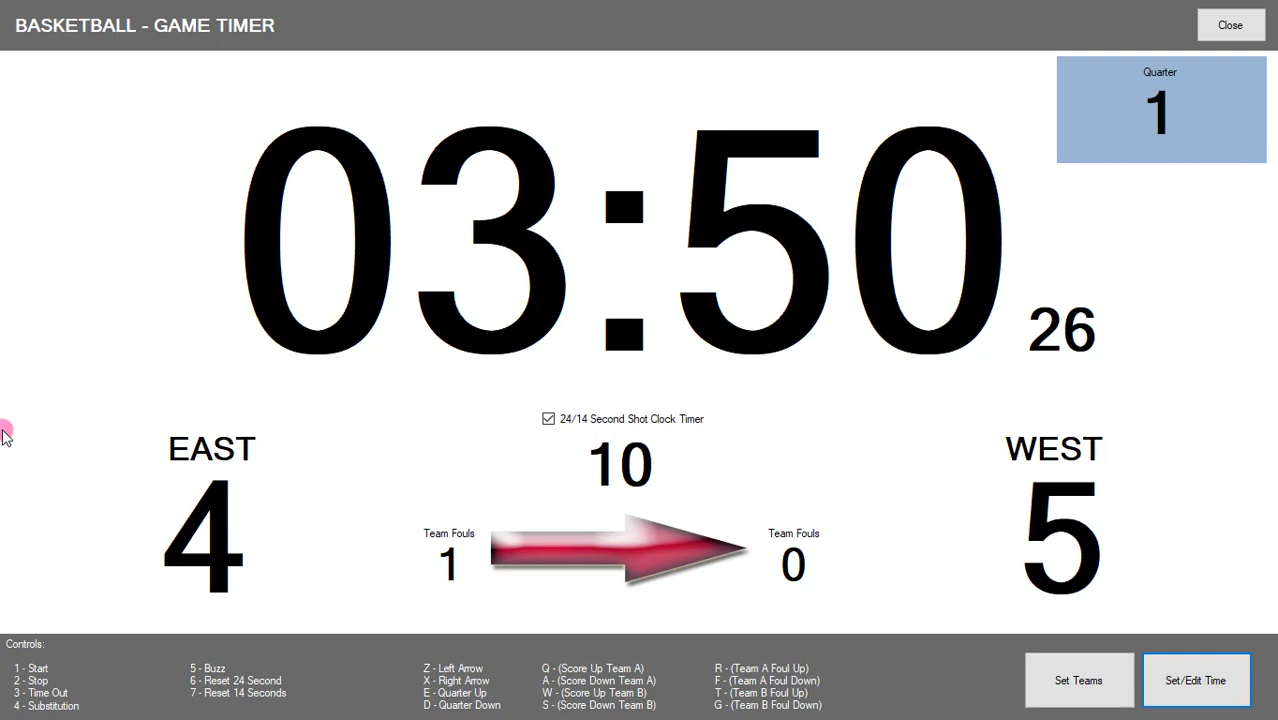 BASKETBALL - GAME TIMER
Close
Quarter
1
03:50
26
24/14 Second Shot Clock Timer
10
EAST
4
WEST
5
Team Fouls
1
Team Fouls
0
Controls:
1 - Start
2 - Stop
3 - Time Out
4 - Substitution
5 - Buzz
6 - Reset 24 Second
7 - Reset 14 Seconds
Z - Left Arrow
X - Right Arrow
E - Quarter Up
D - Quarter Down
Q - (Score Up Team A)
A - (Score Down Team A)
W - (Score Up Team B)
S - (Score Down Team B)
R - (Team A Foul Up)
F - (Team A Foul Down)
T - (Team B Foul Up)
G - (Team B Foul Down)
Set Teams
Set/Edit Time